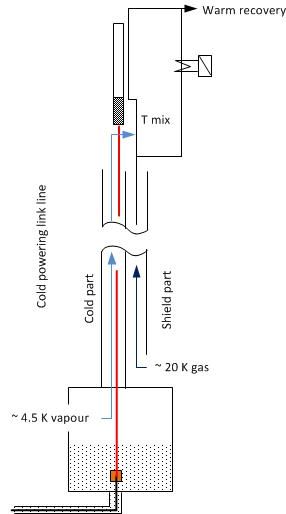 Warm recovery
T mix
Cold powering link line
Cold part
Shield part
~ 20 K gas
~ 4.5 K vapour